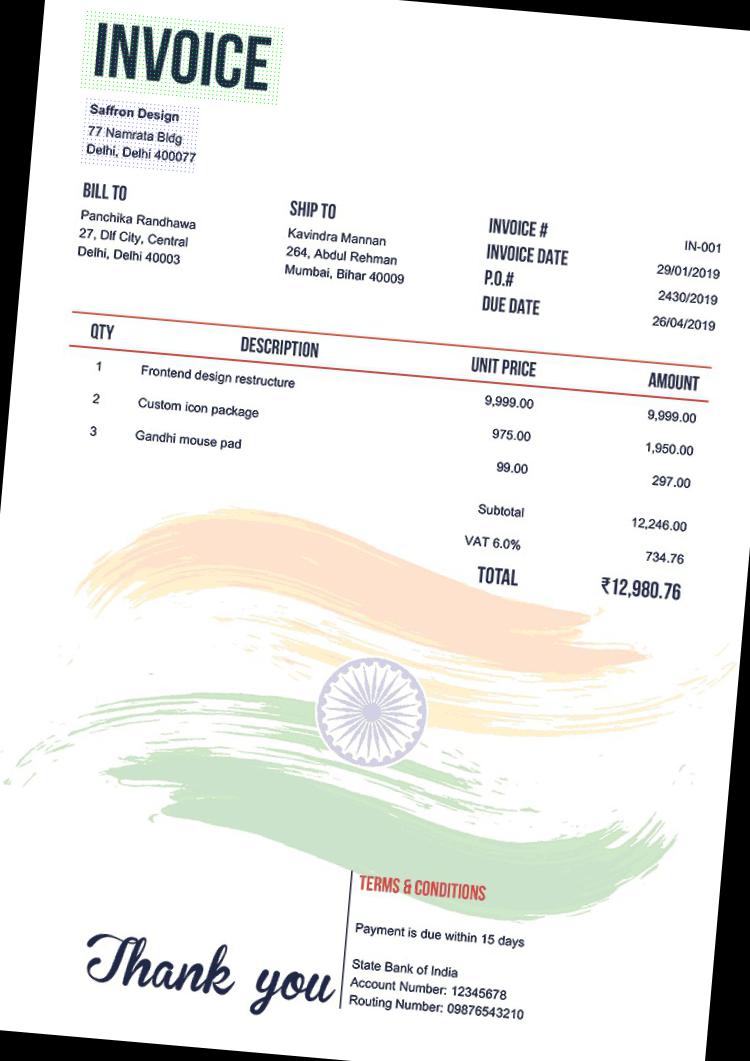 INVOICE
Saffron Design
77 Namrata Bldg
Delhi, Delhi 400077
BILL TO
Panchika Randhawa
27, Dlf City, Central
Delhi, Delhi 40003
SHIP TO
Kavindra Mannan
264, Abdul Rehman
Mumbai, Bihar 40009
INVOICE # IN-001
INVOICE DATE 29/01/2019
P.O.# 2430/2019
DUE DATE 26/04/2019
QTY DESCRIPTION UNIT PRICE AMOUNT
1 Frontend design restructure 9,999.00 9,999.00
2 Custom icon package 975.00 1,950.00
3 Gandhi mouse pad 99.00 297.00
Subtotal 12,246.00
VAT 6.0% 734.76
TOTAL ₹12,980.76
Thank you
TERMS & CONDITIONS
Payment is due within 15 days
State Bank of India
Account Number: 12345678
Routing Number: 09876543210